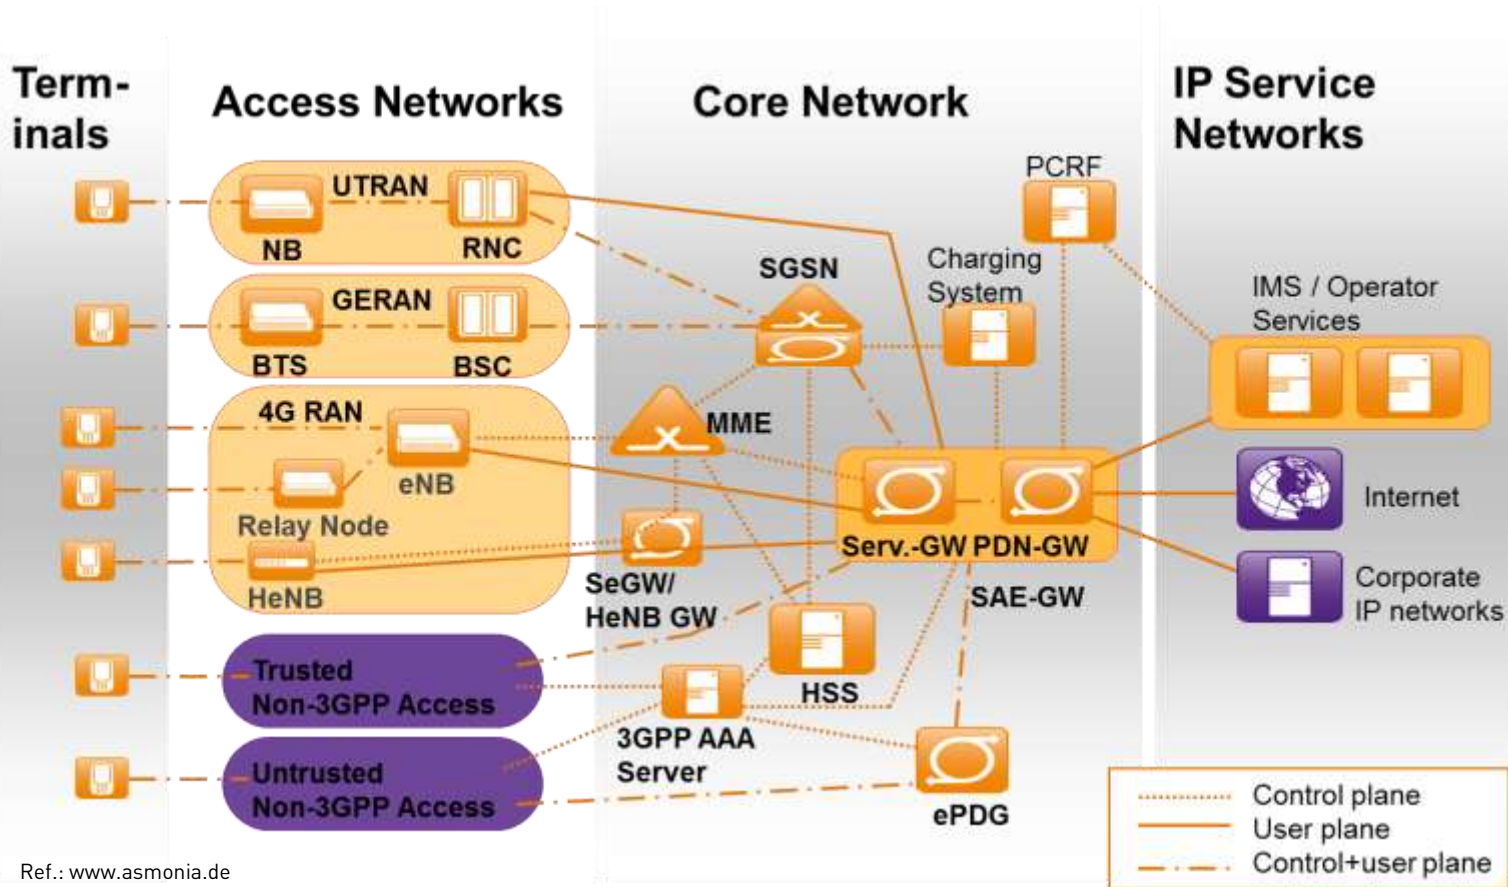 Term-
inals
Access Networks
Core Network
IP Service
Networks
UTRAN
NB
RNC
GERAN
BTS
BSC
4G RAN
eNB
Relay Node
HeNB
Trusted
Non-3GPP Access
Untrusted
Non-3GPP Access
SGSN
Charging
System
PCRF
MME
Serv.-GW PDN-GW
SAE-GW
SeGW/
HeNB GW
HSS
3GPP AAA
Server
ePDG
IMS / Operator
Services
Internet
Corporate
IP networks
Control plane
User plane
Control+user plane
Ref.: www.asmonia.de